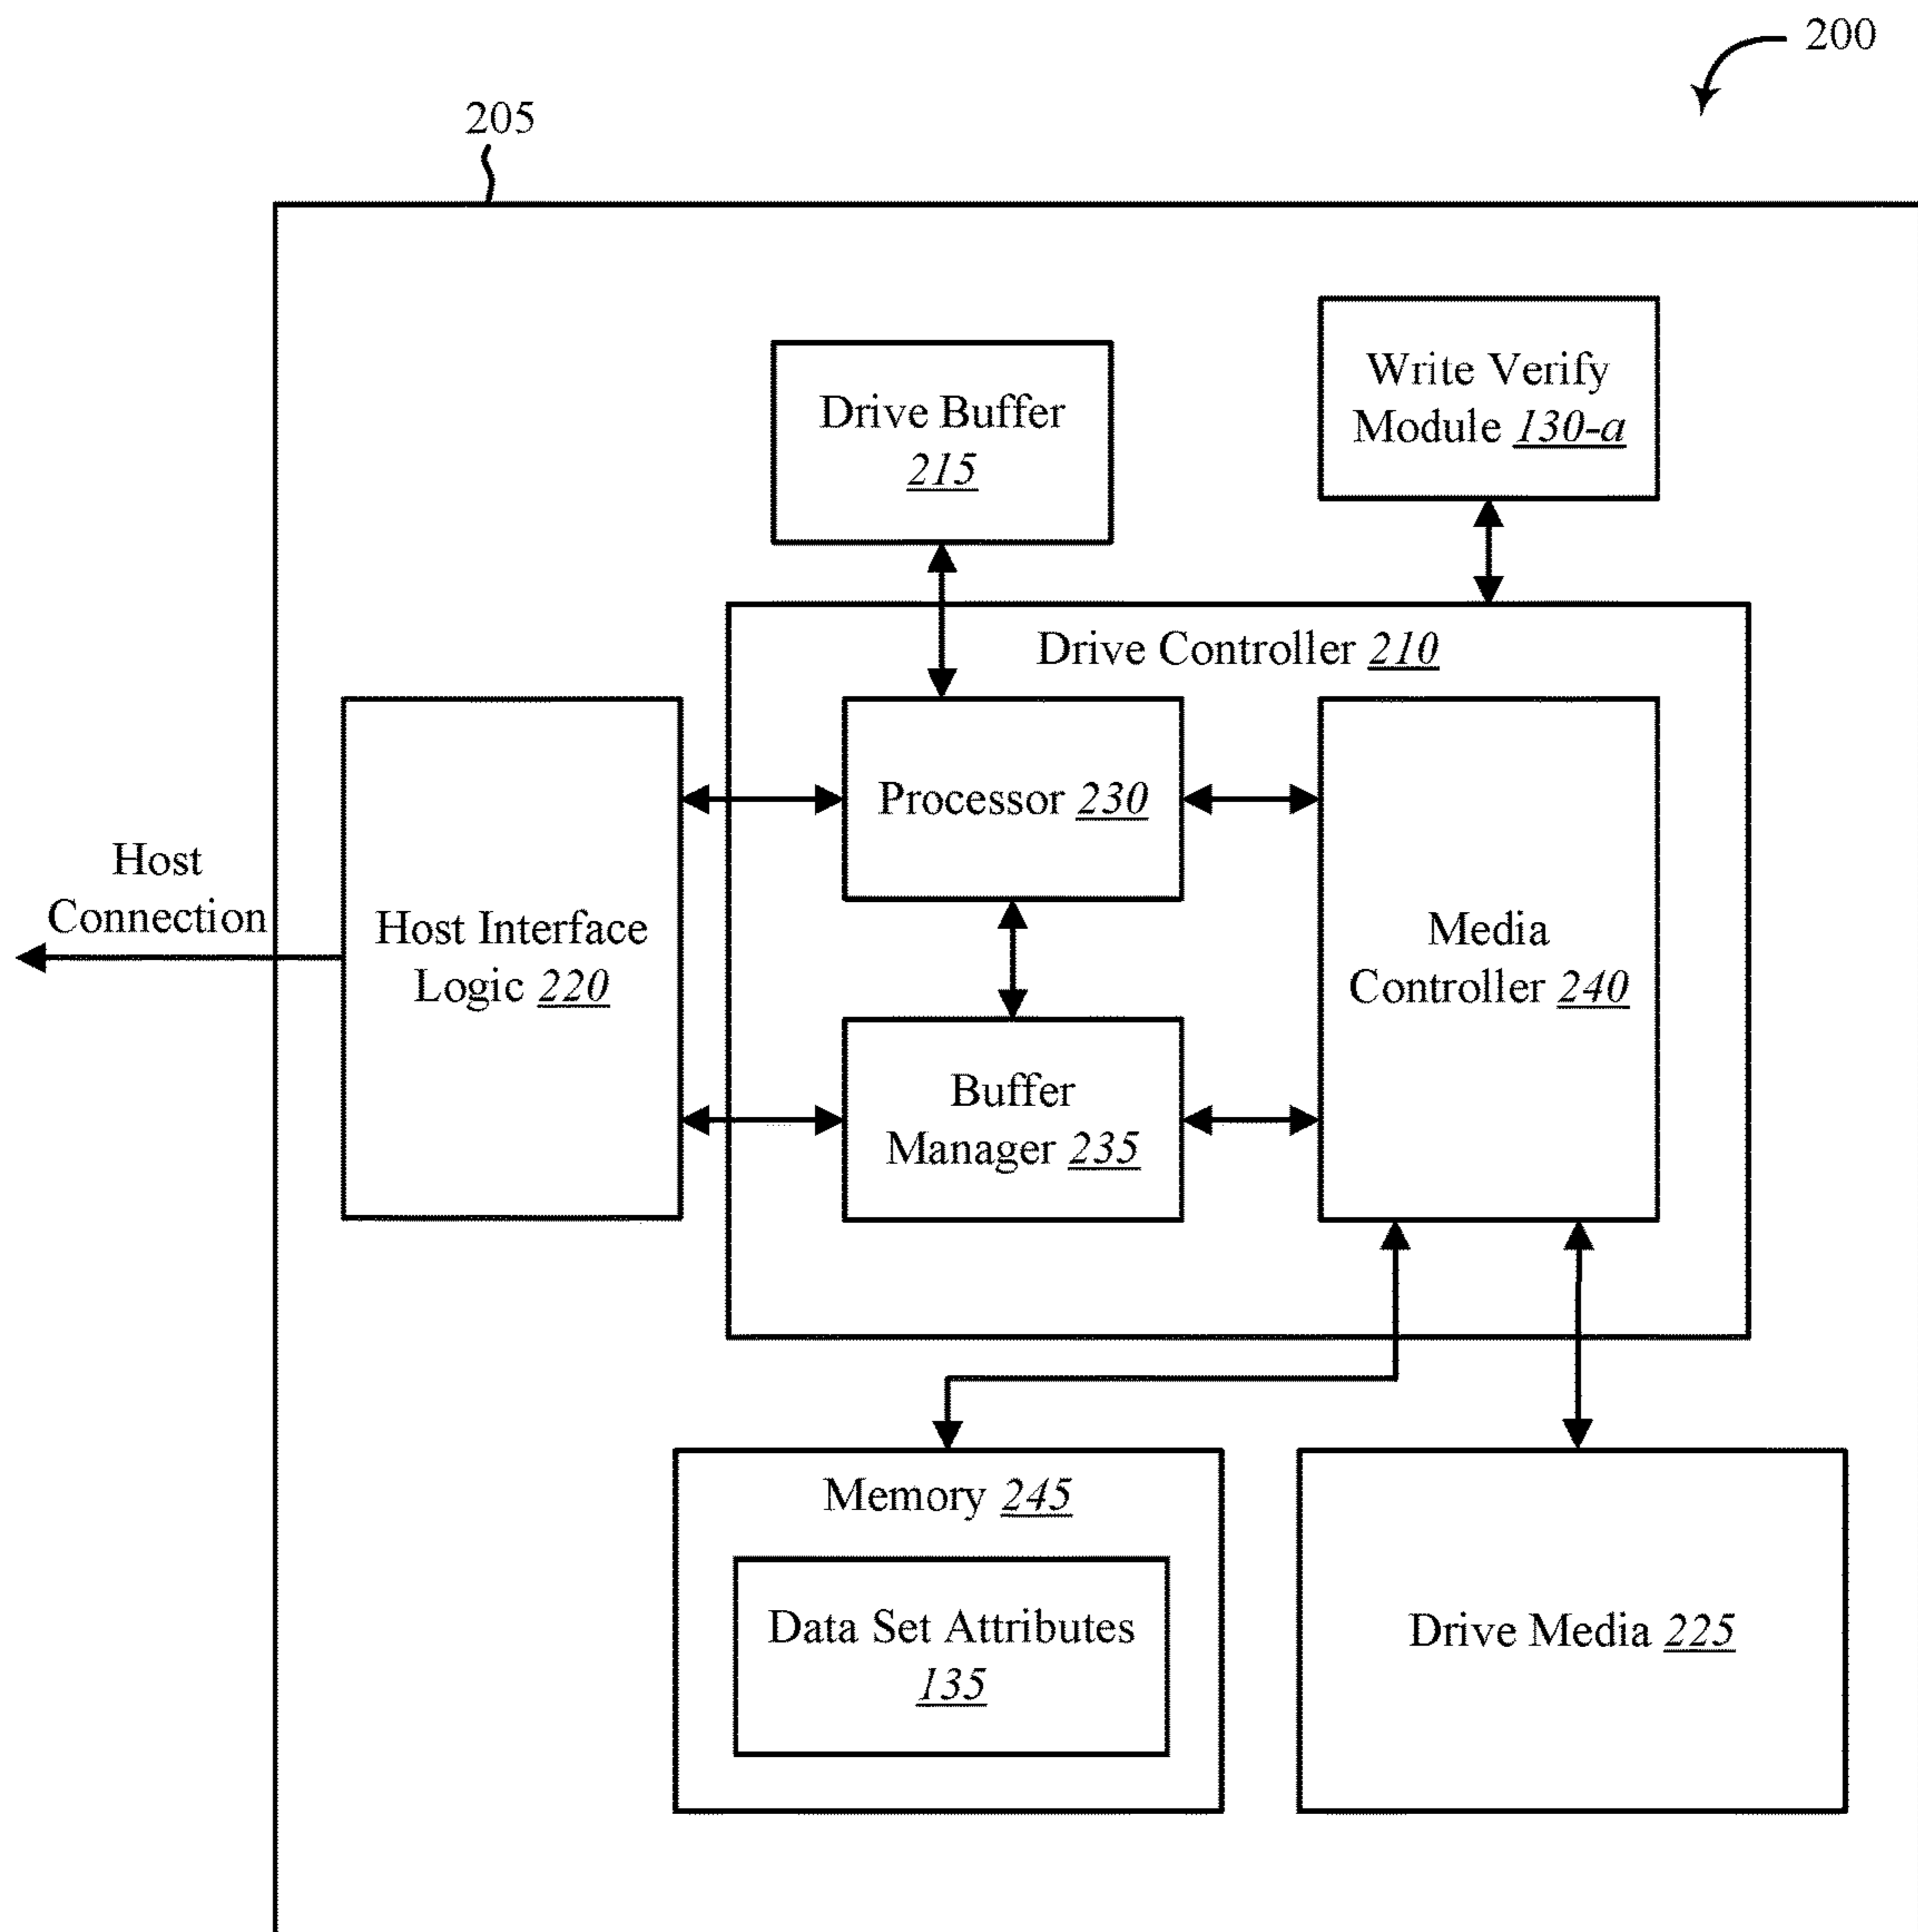 200
205
Drive Buffer
215
Write Verify
Module 130-a
Drive Controller 210
Processor 230
Host
Connection
Host Interface
Logic 220
Media
Controller 240
Buffer
Manager 235
Memory 245
Data Set Attributes
135
Drive Media 225